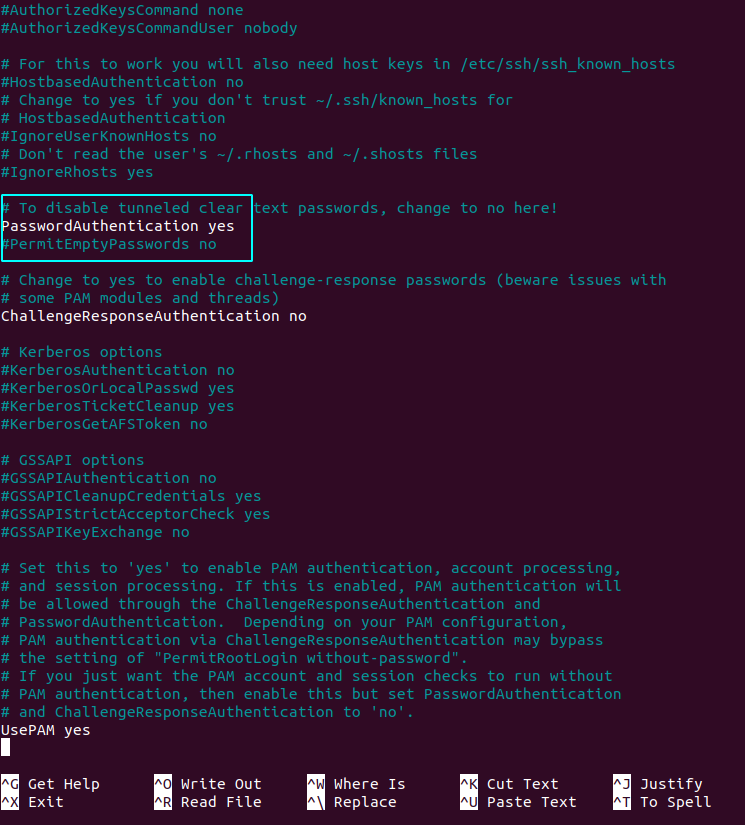 #AuthorizedKeysCommand none
#AuthorizedKeysCommandUser nobody
# For this to work you will also need host keys in /etc/ssh/ssh_known_hosts
#HostbasedAuthentication no
# Change to yes if you don't trust ~/.ssh/known_hosts for
# HostbasedAuthentication
#IgnoreUserKnownHosts no
# Don't read the user's ~/.rhosts and ~/.shosts files
#IgnoreRhosts yes
# To disable tunneled clear text passwords, change to no here!
PasswordAuthentication yes
#PermitEmptyPasswords no
# Change to yes to enable challenge-response passwords (beware issues with
# some PAM modules and threads)
ChallengeResponseAuthentication no
# Kerberos options
#KerberosAuthentication no
#KerberosOrLocalPasswd yes
#KerberosTicketCleanup yes
#KerberosGetAFSToken no
# GSSAPI options
#GSSAPIAuthentication no
#GSSAPICleanupCredentials yes
#GSSAPIStrictAcceptorCheck yes
#GSSAPIKeyExchange no
# Set this to 'yes' to enable PAM authentication, account processing,
# and session processing. If this is enabled, PAM authentication will
# be allowed through the ChallengeResponseAuthentication and
# PasswordAuthentication.  Depending on your PAM configuration,
# PAM authentication via ChallengeResponseAuthentication may bypass
# the setting of "PermitRootLogin without-password".
# If you just want the PAM account and session checks to run without
# PAM authentication, then enable this but set PasswordAuthentication
# and ChallengeResponseAuthentication to 'no'.
UsePAM yes
^G Get Help ^O Write Out ^W Where Is ^K Cut Text ^J Justify
^X Exit ^R Read File ^\ Replace ^U Paste Text ^T To Spell